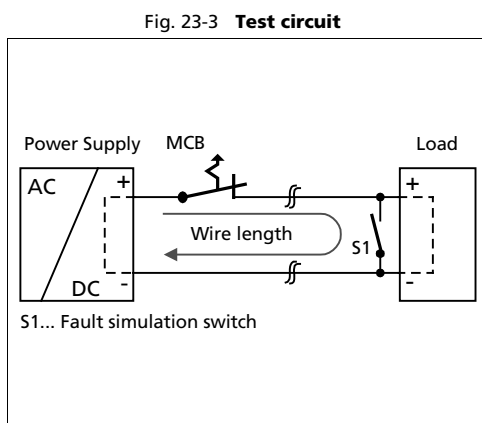 Fig. 23-3 Test circuit
Power Supply MCB Load
AC + +
Wire length S1
DC - -
S1... Fault simulation switch